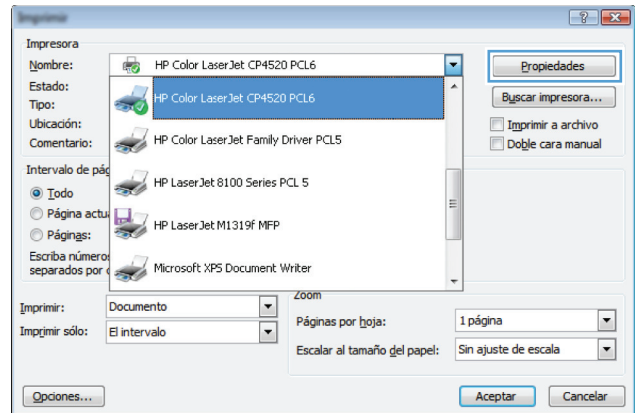 Imprimir
Impresora
Nombre: HP Color LaserJet CP4520 PCL6 Propiedades
Estado: HP Color LaserJet CP4520 PCL6 Buscar impresora...
Tipo:
Ubicación: Imprimir a archivo
Comentario: HP Color LaserJet Family Driver PCL5 Doble cara manual
Intervalo de pág
HP LaserJet 8100 Series PCL 5
Todo
Página actu
HP LaserJet M1319f MFP
Páginas:
Escriba números
separados por c Microsoft XPS Document Writer
Zoom
Imprimir: Documento Páginas por hoja: 1 página
Imprimir sólo: El intervalo Escalar al tamaño del papel: Sin ajuste de escala
Opciones... Aceptar Cancelar